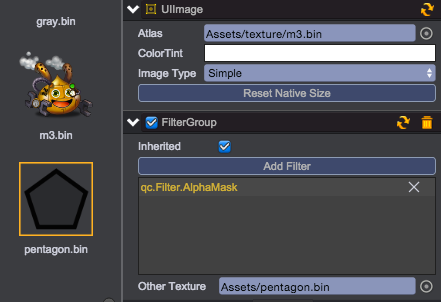 gray.bin
m3.bin
pentagon.bin
UIImage
Atlas Assets/texture/m3.bin
ColorTint
Image Type Simple
Reset Native Size
FilterGroup
Inherited
Add Filter
qc.Filter.AlphaMask
Other Texture Assets/pentagon.bin